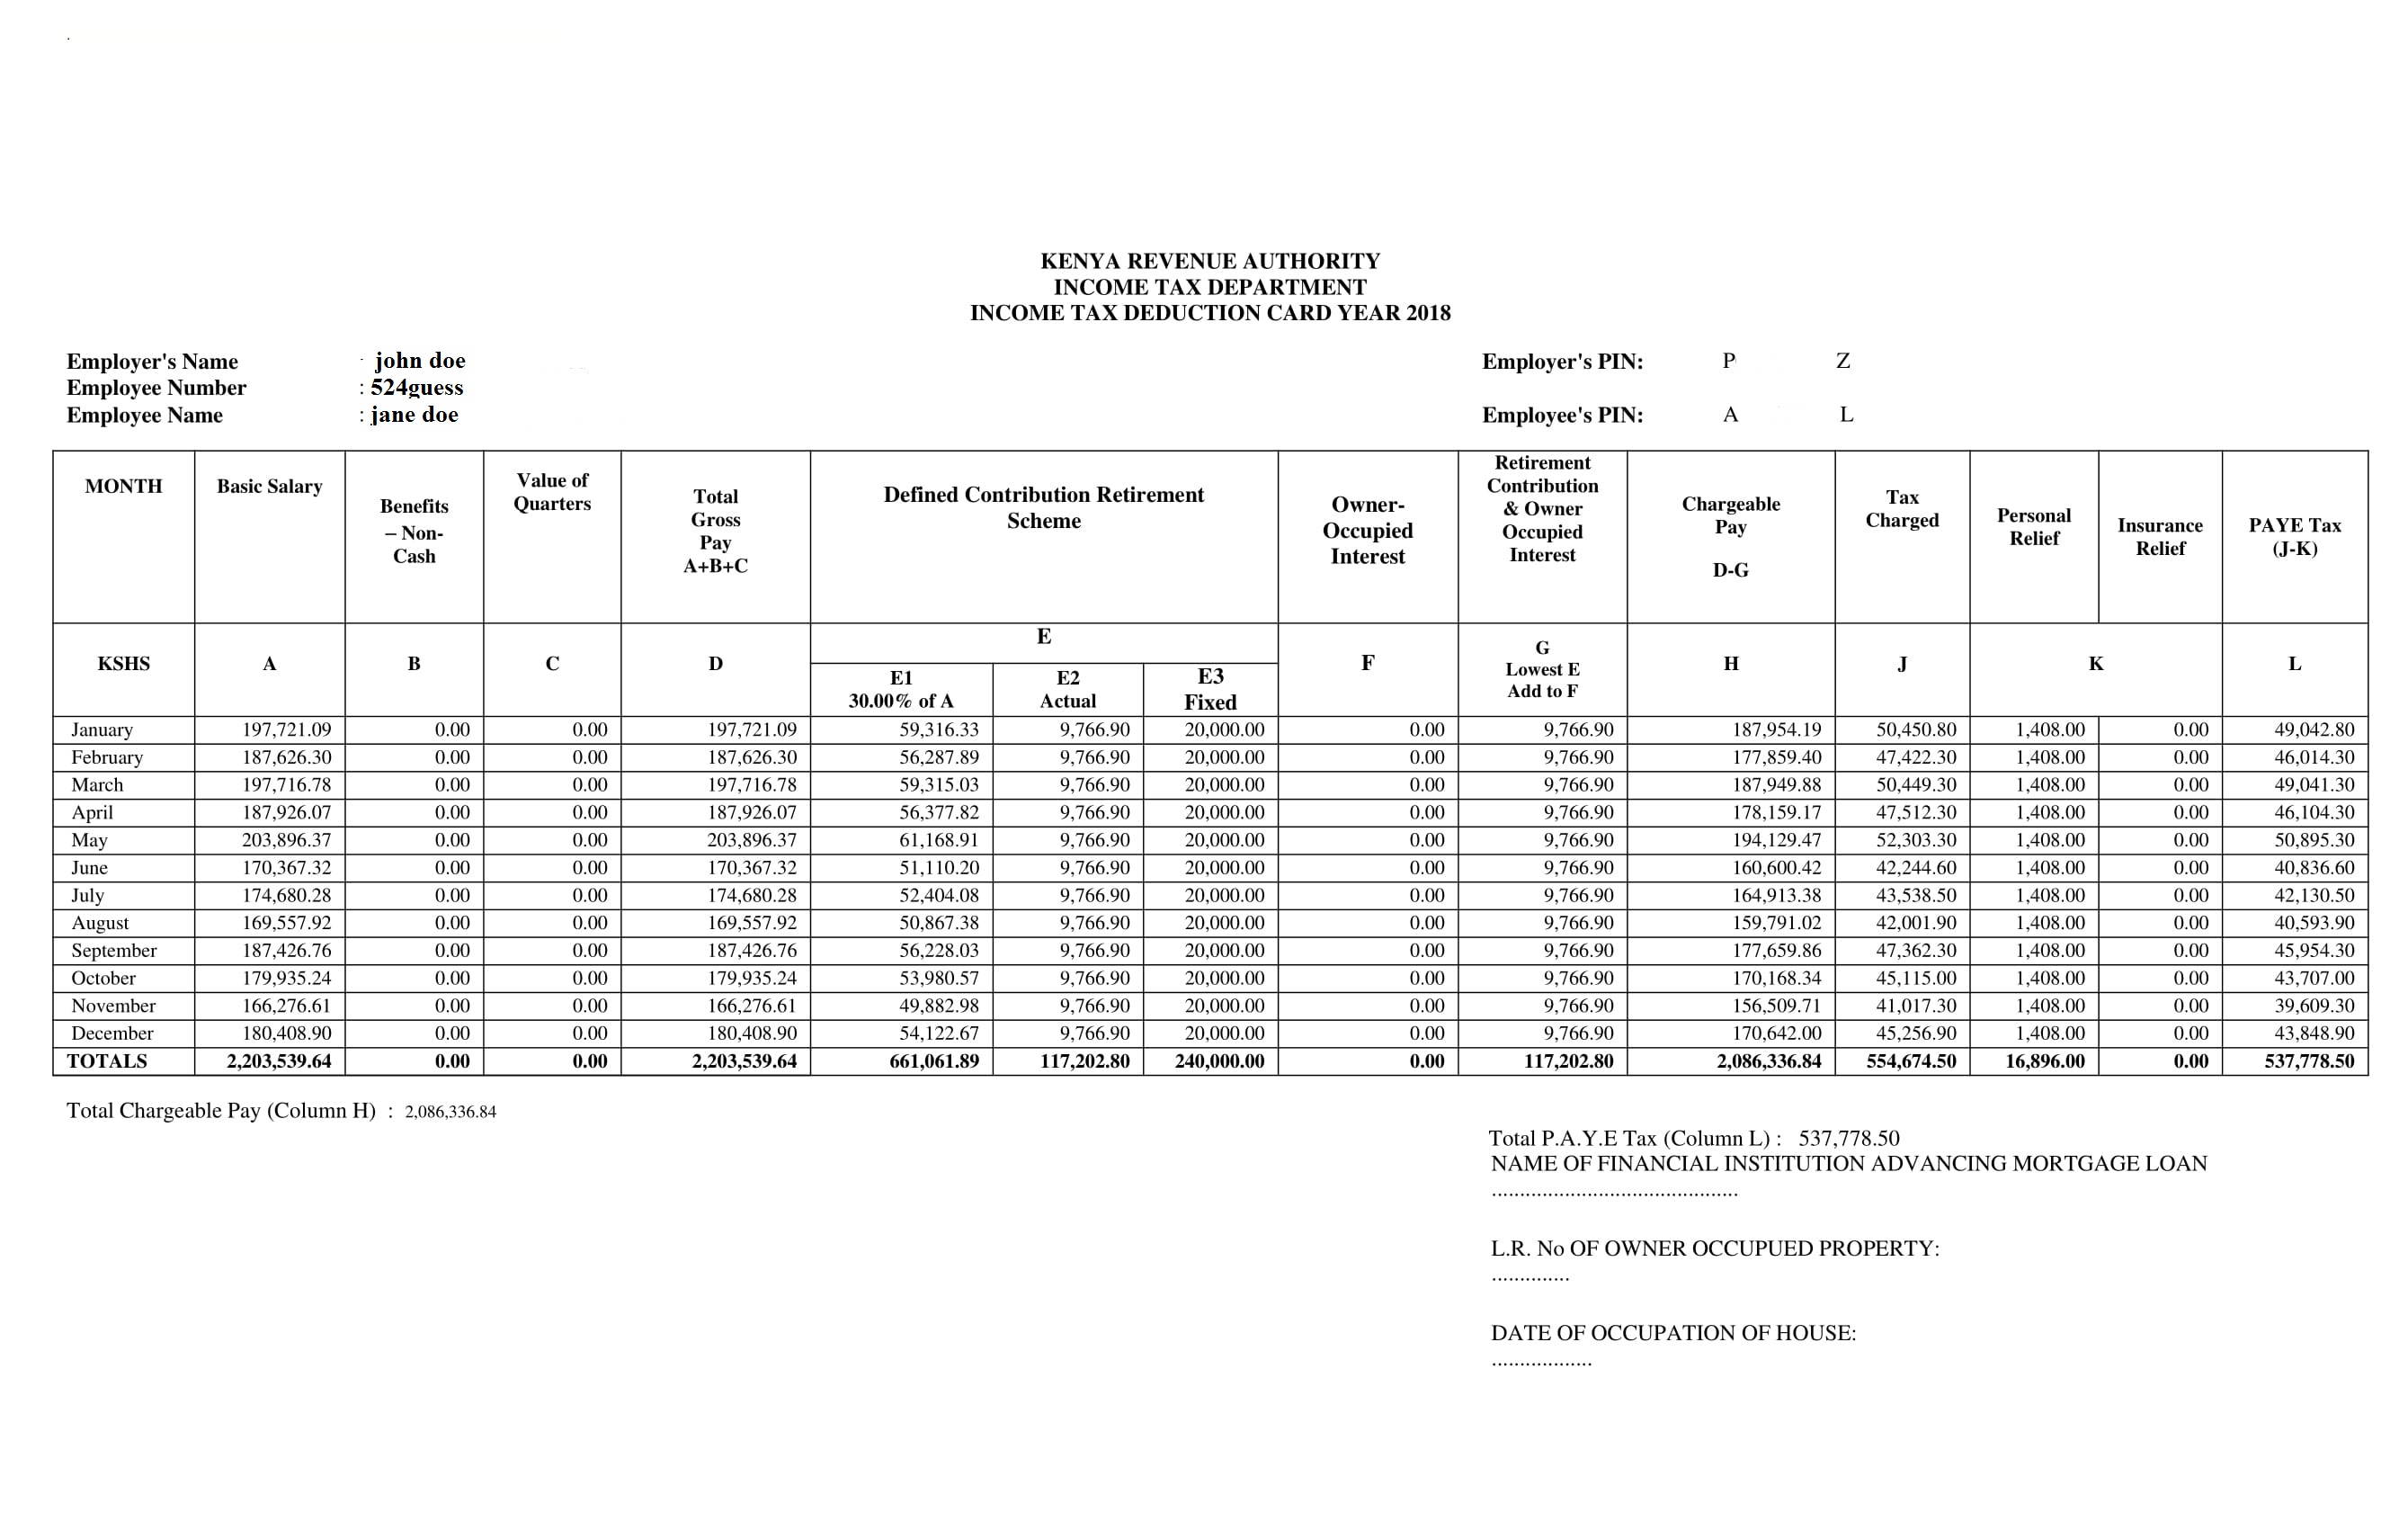 .
KENYA REVENUE AUTHORITY
INCOME TAX DEPARTMENT
INCOME TAX DEDUCTION CARD YEAR 2018
Employer's Name : john doe Employer's PIN: P Z
Employee Number : 524guess
Employee Name : jane doe Employee's PIN: A L
MONTH
Basic Salary
Benefits
– Non-
Cash
Value of
Quarters
Total
Gross
Pay
A+B+C
Defined Contribution Retirement
Scheme
Owner-
Occupied
Interest
Retirement
Contribution
& Owner
Occupied
Interest
Chargeable
Pay
D-G
Tax
Charged
Personal
Relief
Insurance
Relief
PAYE Tax
(J-K)
KSHS
A
B
C
D
E
E1
30.00% of A
E2
Actual
E3
Fixed
F
G
Lowest E
Add to F
H
J
K
L
January 197,721.09 0.00 0.00 197,721.09 59,316.33 9,766.90 20,000.00 0.00 9,766.90 187,954.19 50,450.80 1,408.00 0.00 49,042.80
February 187,626.30 0.00 0.00 187,626.30 56,287.89 9,766.90 20,000.00 0.00 9,766.90 177,859.40 47,422.30 1,408.00 0.00 46,014.30
March 197,716.78 0.00 0.00 197,716.78 59,315.03 9,766.90 20,000.00 0.00 9,766.90 187,949.88 50,449.30 1,408.00 0.00 49,041.30
April 187,926.07 0.00 0.00 187,926.07 56,377.82 9,766.90 20,000.00 0.00 9,766.90 178,159.17 47,512.30 1,408.00 0.00 46,104.30
May 203,896.37 0.00 0.00 203,896.37 61,168.91 9,766.90 20,000.00 0.00 9,766.90 194,129.47 52,303.30 1,408.00 0.00 50,895.30
June 170,367.32 0.00 0.00 170,367.32 51,110.20 9,766.90 20,000.00 0.00 9,766.90 160,600.42 42,244.60 1,408.00 0.00 40,836.60
July 174,680.28 0.00 0.00 174,680.28 52,404.08 9,766.90 20,000.00 0.00 9,766.90 164,913.38 43,538.50 1,408.00 0.00 42,130.50
August 169,557.92 0.00 0.00 169,557.92 50,867.38 9,766.90 20,000.00 0.00 9,766.90 159,791.02 42,001.90 1,408.00 0.00 40,593.90
September 187,426.76 0.00 0.00 187,426.76 56,228.03 9,766.90 20,000.00 0.00 9,766.90 177,659.86 47,362.30 1,408.00 0.00 45,954.30
October 179,935.24 0.00 0.00 179,935.24 53,980.57 9,766.90 20,000.00 0.00 9,766.90 170,168.34 45,115.00 1,408.00 0.00 43,707.00
November 166,276.61 0.00 0.00 166,276.61 49,882.98 9,766.90 20,000.00 0.00 9,766.90 156,509.71 41,017.30 1,408.00 0.00 39,609.30
December 180,408.90 0.00 0.00 180,408.90 54,122.67 9,766.90 20,000.00 0.00 9,766.90 170,642.00 45,256.90 1,408.00 0.00 43,848.90
TOTALS 2,203,539.64 0.00 0.00 2,203,539.64 661,061.89 117,202.80 240,000.00 0.00 117,202.80 2,086,336.84 554,674.50 16,896.00 0.00 537,778.50
Total Chargeable Pay (Column H) : 2,086,336.84
Total P.A.Y.E Tax (Column L) : 537,778.50
NAME OF FINANCIAL INSTITUTION ADVANCING MORTGAGE LOAN
............................................
L.R. No OF OWNER OCCUPUED PROPERTY:
..............
DATE OF OCCUPATION OF HOUSE:
..................